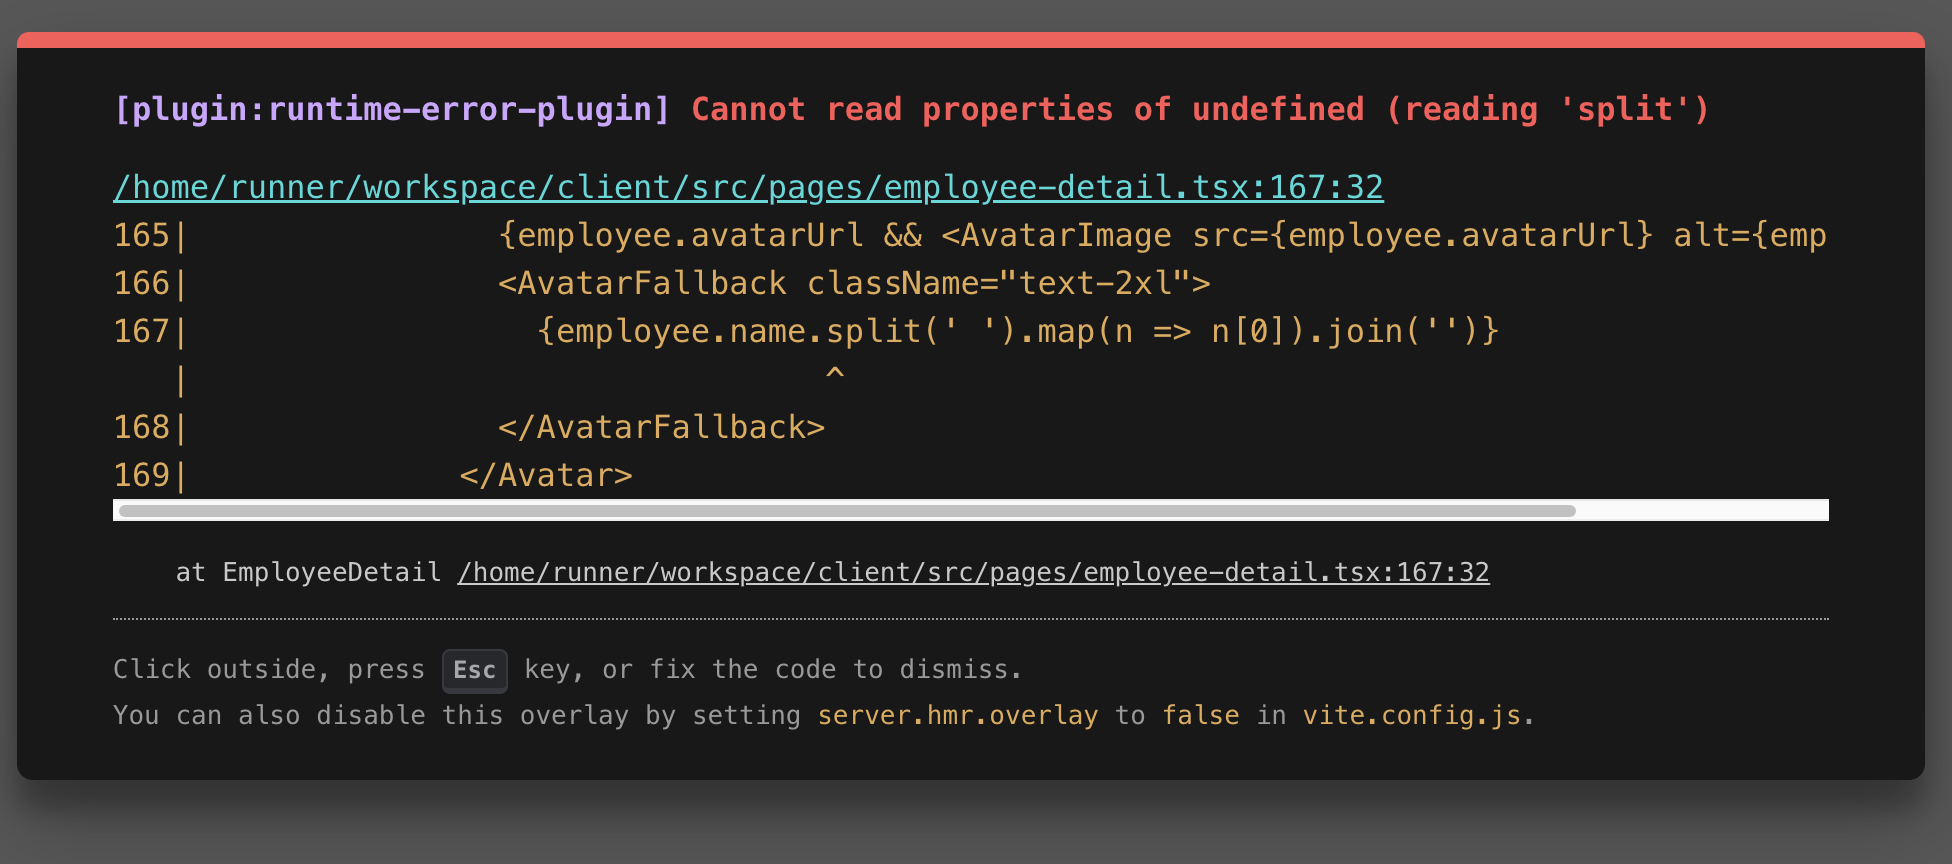 [plugin:runtime-error-plugin] Cannot read properties of undefined (reading 'split')
/home/runner/workspace/client/src/pages/employee-detail.tsx:167:32
165|                {employee.avatarUrl && <AvatarImage src={employee.avatarUrl} alt={emp
166|                <AvatarFallback className="text-2xl">
167|                  {employee.name.split(' ').map(n => n[0]).join('')}
   |                                 ^
168|                </AvatarFallback>
169|              </Avatar>
at EmployeeDetail /home/runner/workspace/client/src/pages/employee-detail.tsx:167:32
Click outside, press Esc key, or fix the code to dismiss.
You can also disable this overlay by setting server.hmr.overlay to false in vite.config.js.